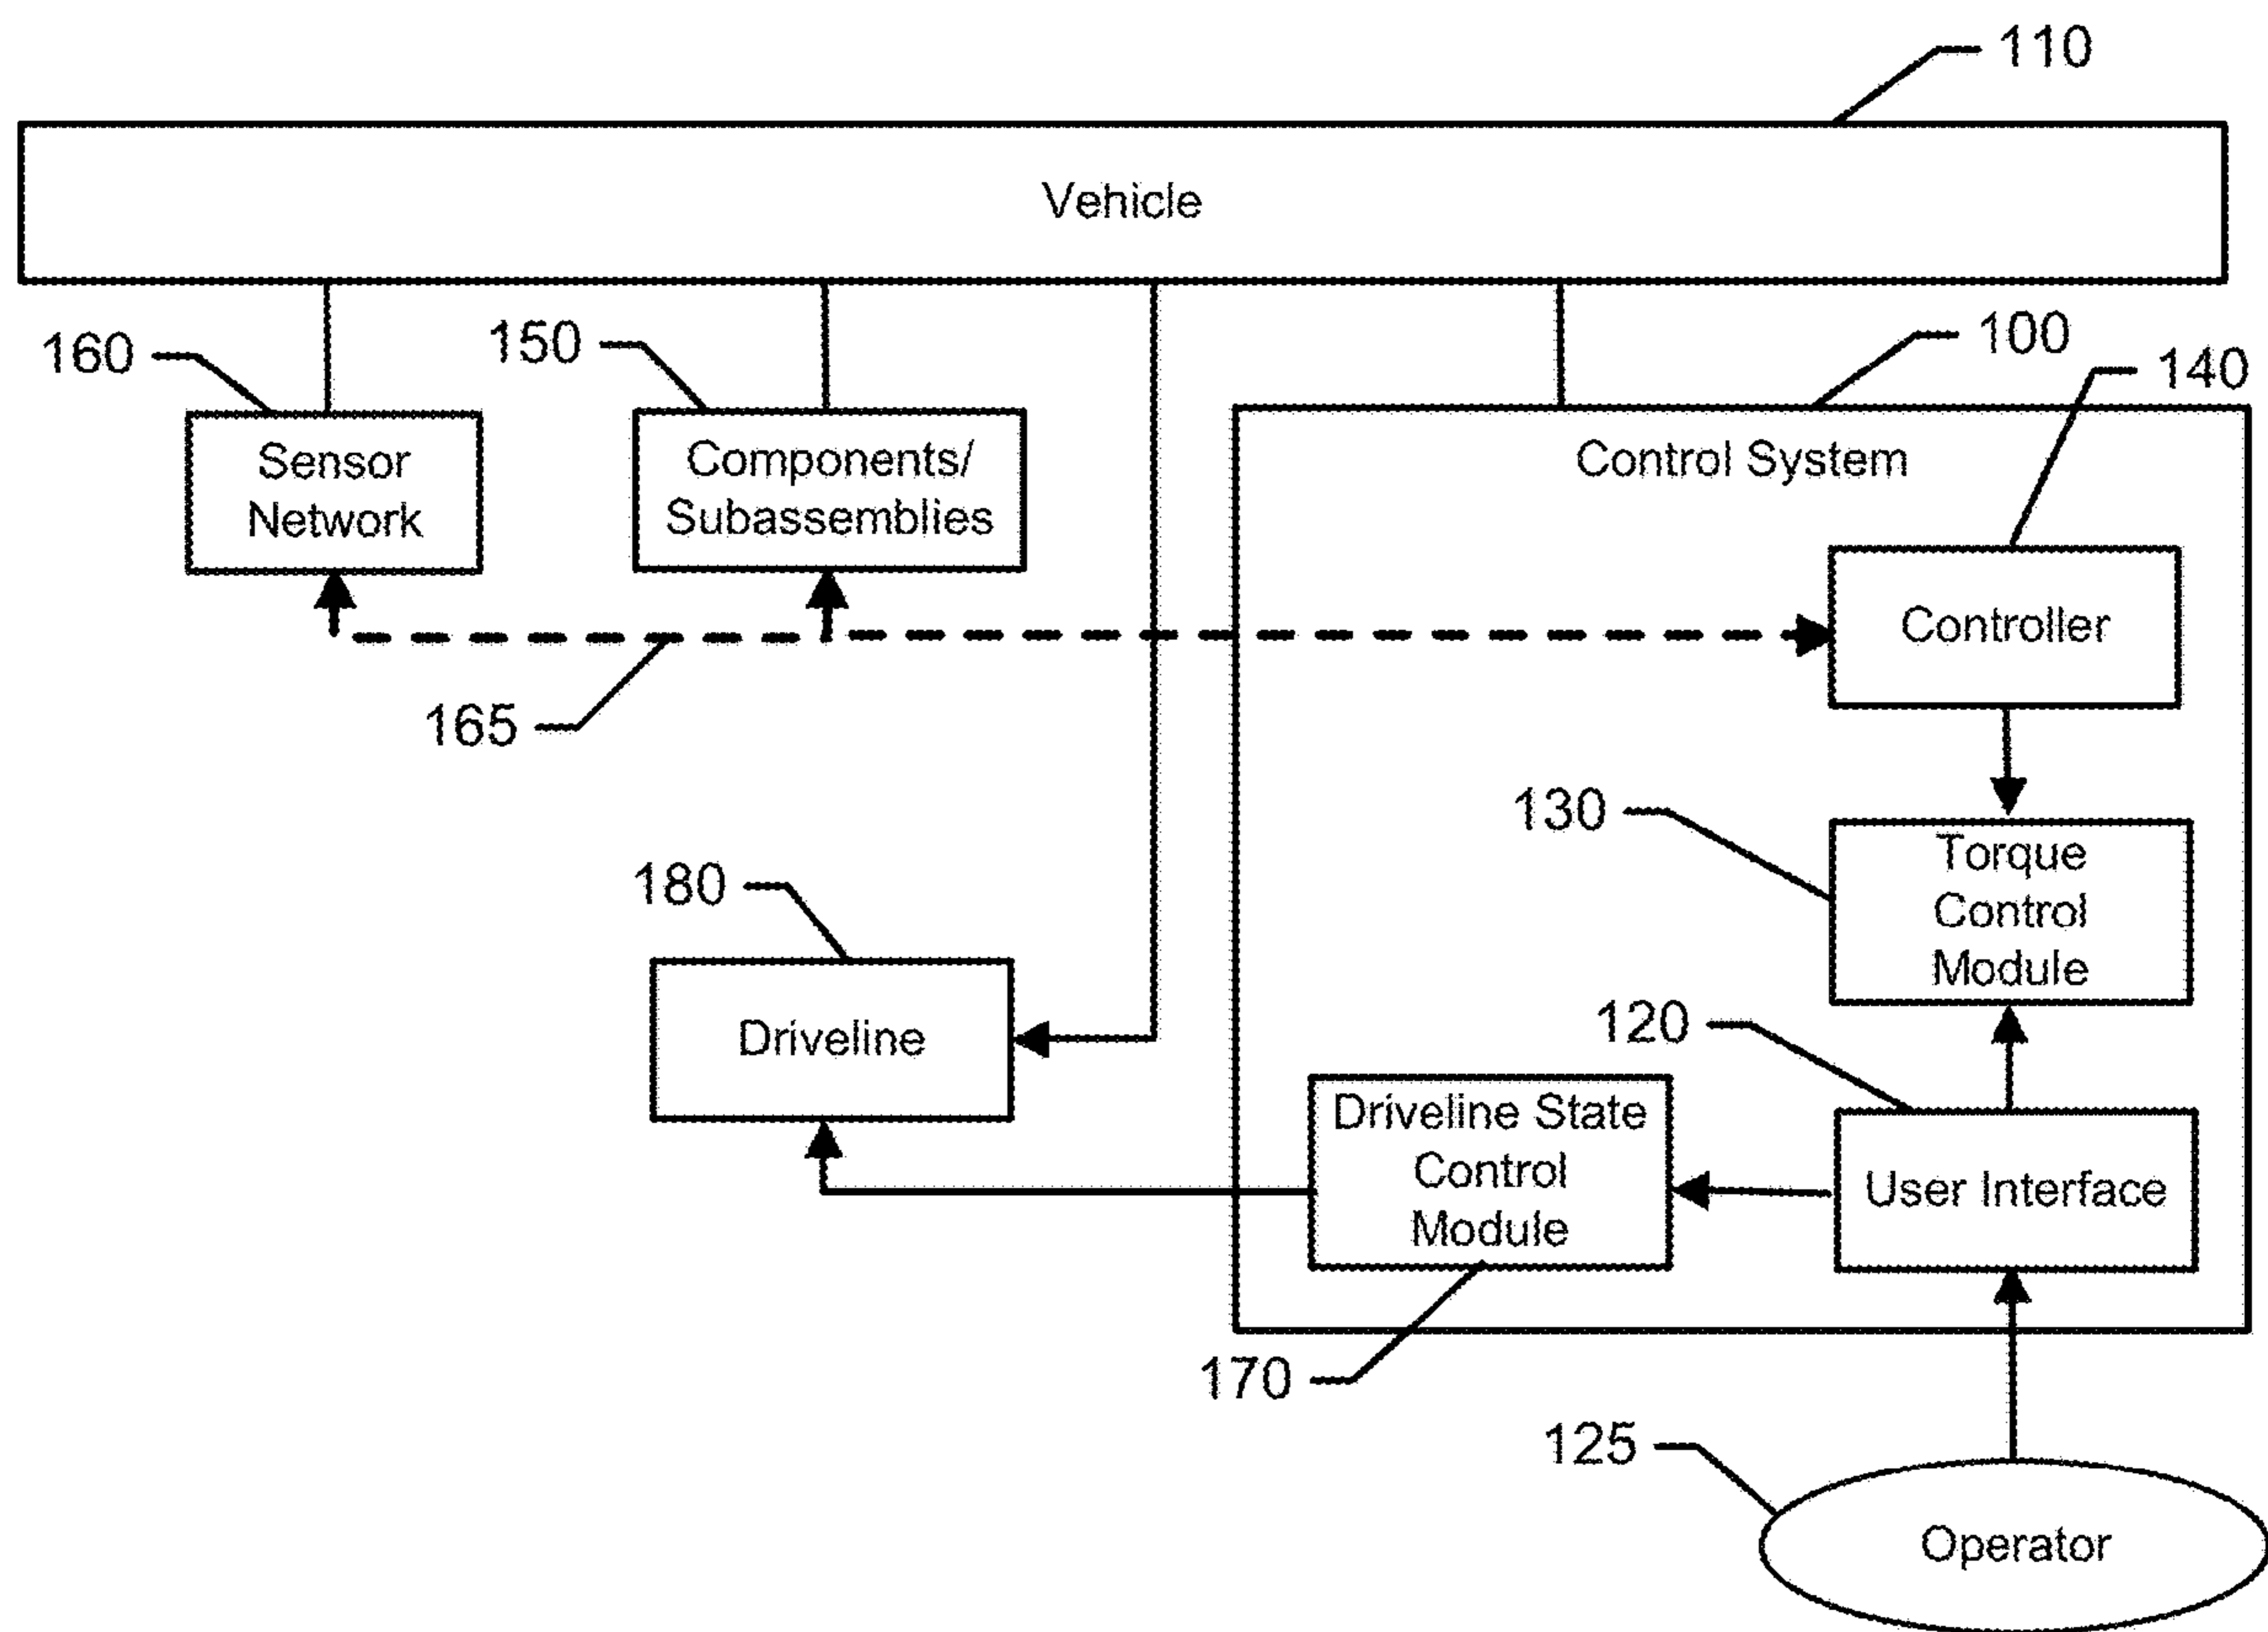 110
Vehicle
160
150
100
140
Sensor
Network
Components/
Subassemblies
Control System
Controller
165
130
Torque
Control
Module
180
Driveline
120
Driveline State
Control
Module
User Interface
170
125
Operator